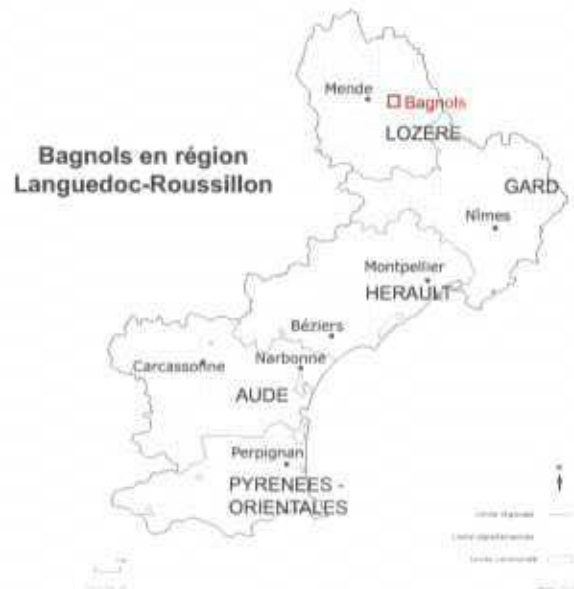 Mende
Bagnols
LOZERE
Bagnols en région
Languedoc-Roussillon
GARD
Nîmes
Montpellier
HERAULT
Béziers
Carcassonne
Narbonne
AUDE
Perpignan
PYRENEES -
ORIENTALES